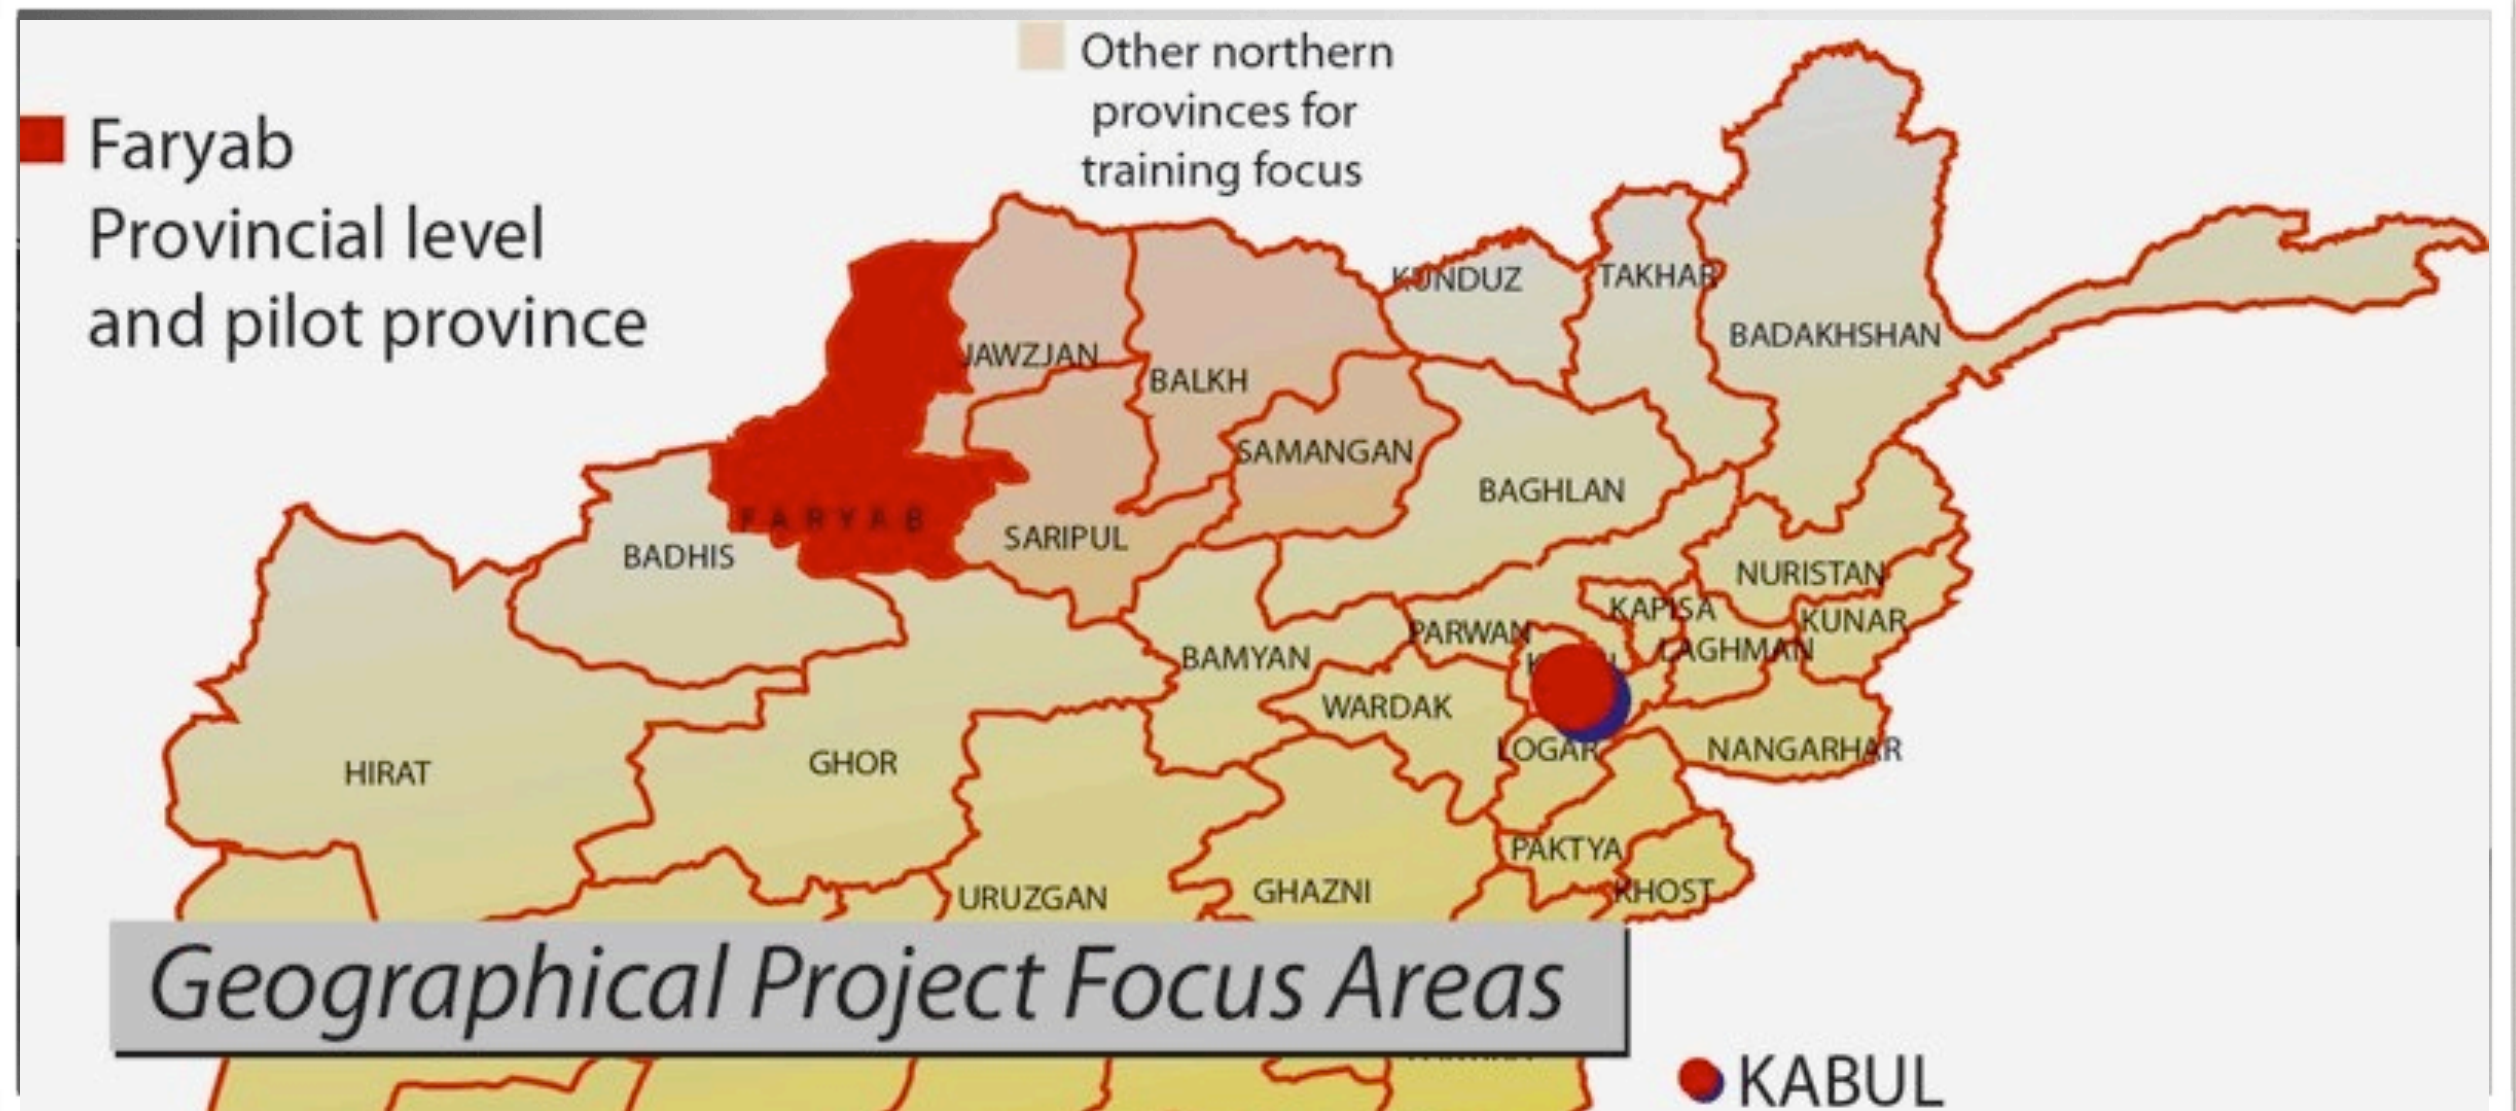 Other northern
provinces for
training focus
Faryab
Provincial level
and pilot province
KUNDUZ
TAKHAR
BADAKHSHAN
JAWZJAN
BALKH
SAMANGAN
BAGHLAN
FARYAB
SARIPUL
BADHIS
NURISTAN
KAPISA
KUNAR
PARWAN
LAGHMAN
BAMYAN
WARDAK
LOGAR
NANGARHAR
GHOR
HIRAT
PAKTYA
URUZGAN
GHAZNI
KHOST
Geographical Project Focus Areas
KABUL